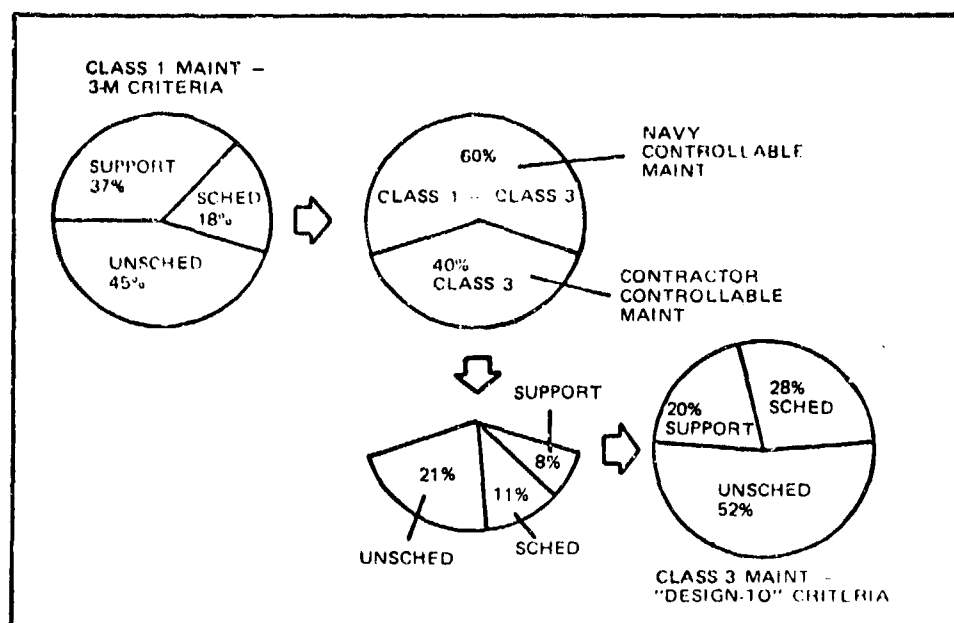 CLASS 1 MAINT –
3-M CRITERIA
SUPPORT
37%
SCHED
18%
UNSCHED
45%
60%
CLASS 1 - CLASS 3
NAVY
CONTROLLABLE
MAINT
40%
CLASS 3
CONTRACTOR
CONTROLLABLE
MAINT
SUPPORT
8%
21%
11%
UNSCHED
SCHED
28%
SCHED
20%
SUPPORT
UNSCHED
52%
CLASS 3 MAINT -
"DESIGN-TO" CRITERIA